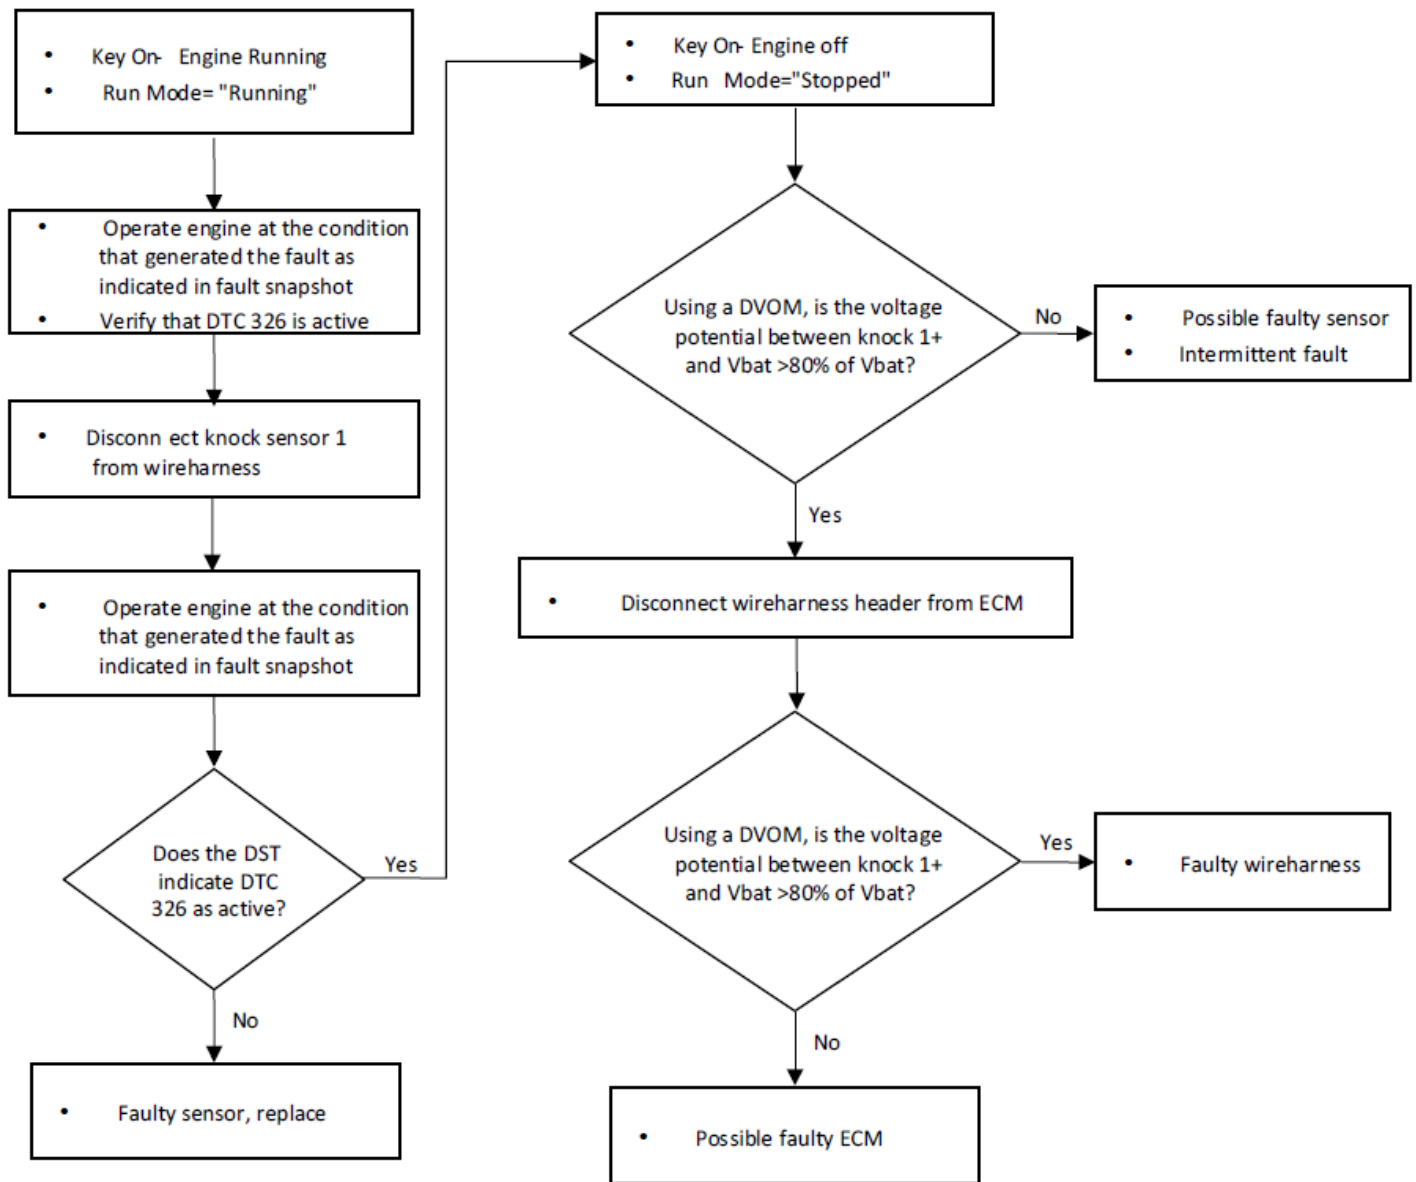 • Key On- Engine Running
• Run Mode= "Running"
• Operate engine at the condition
that generated the fault as
indicated in fault snapshot
• Verify that DTC 326 is active
• Disconn ect knock sensor 1
from wireharness
• Operate engine at the condition
that generated the fault as
indicated in fault snapshot
Does the DST
indicate DTC
326 as active?
Yes
No
• Faulty sensor, replace
• Key On- Engine off
• Run Mode="Stopped"
Using a DVOM, is the voltage
potential between knock 1+
and Vbat >80% of Vbat?
No
• Possible faulty sensor
• Intermittent fault
Yes
• Disconnect wireharness header from ECM
Using a DVOM, is the voltage
potential between knock 1+
and Vbat >80% of Vbat?
Yes
• Faulty wireharness
No
• Possible faulty ECM